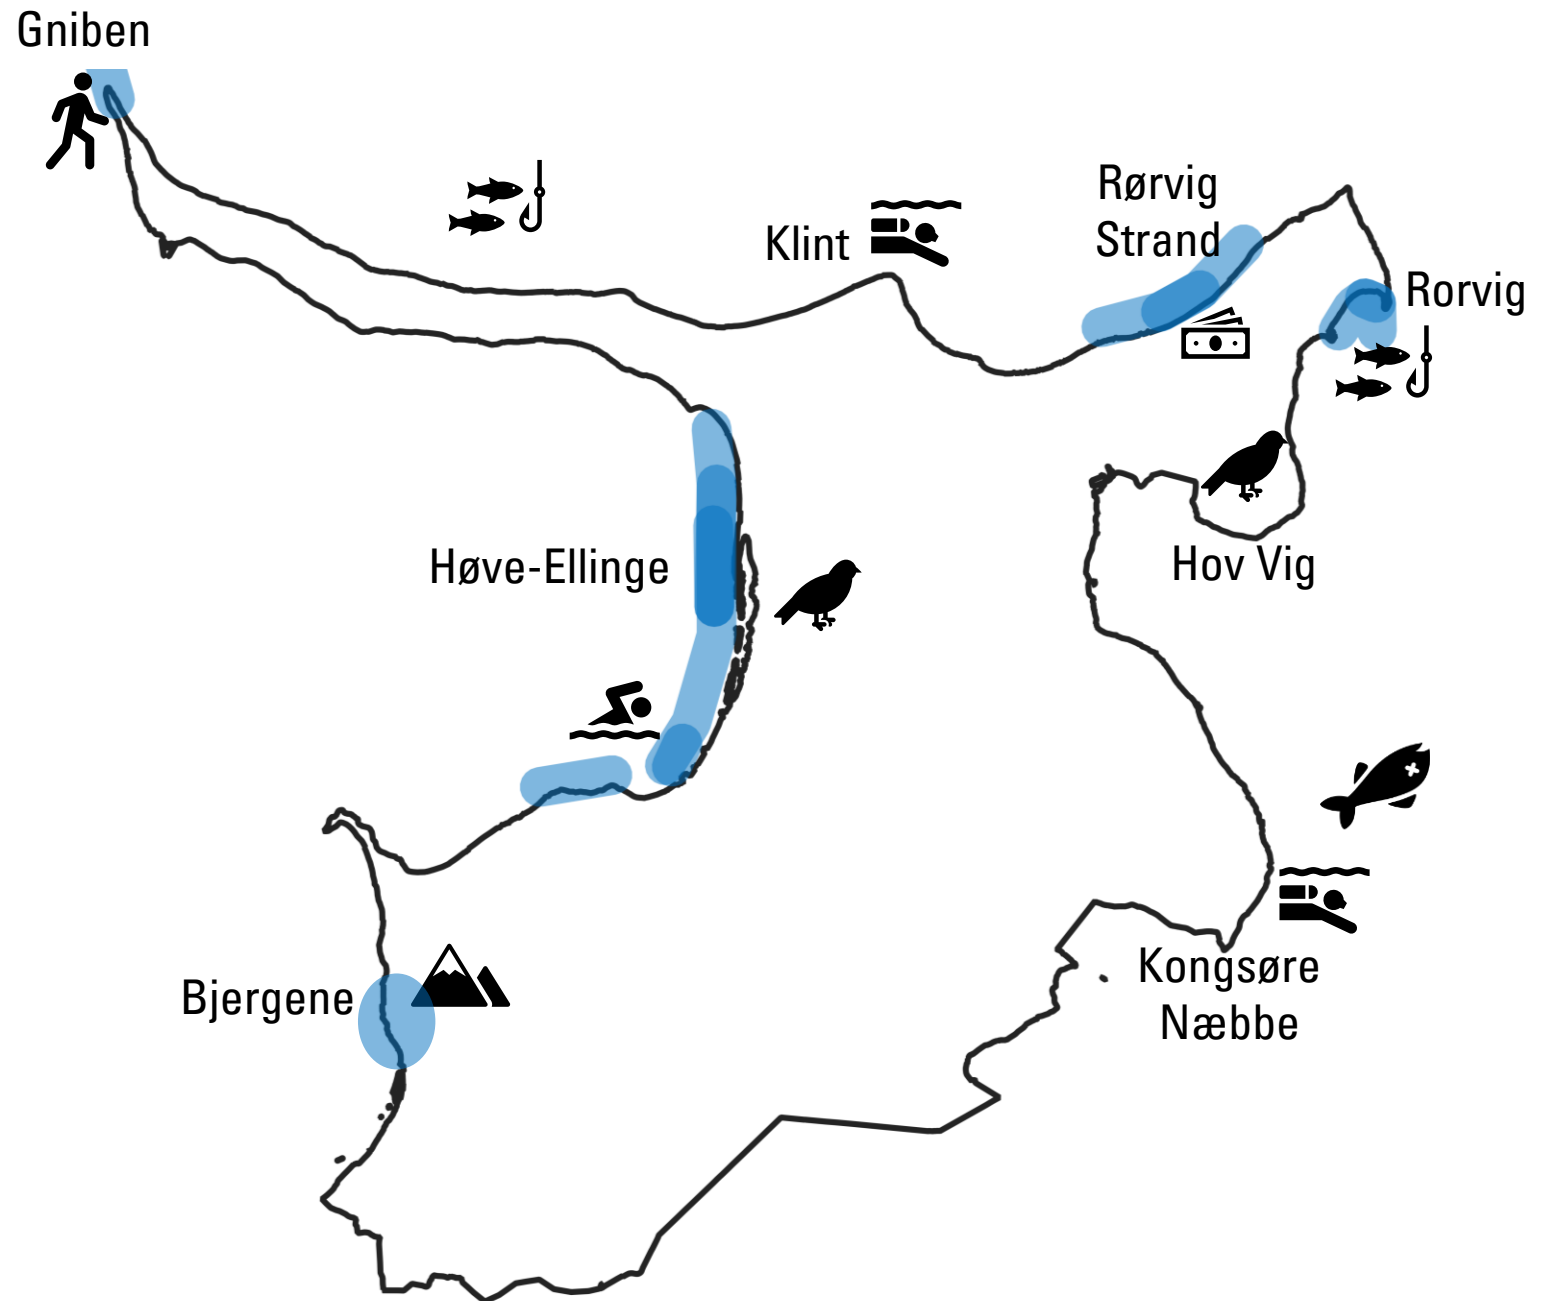 Gniben
Klint
Rørvig
Strand
Rorvig
Høve-Ellinge
Hov Vig
Bjergene
Kongsøre
Næbbe